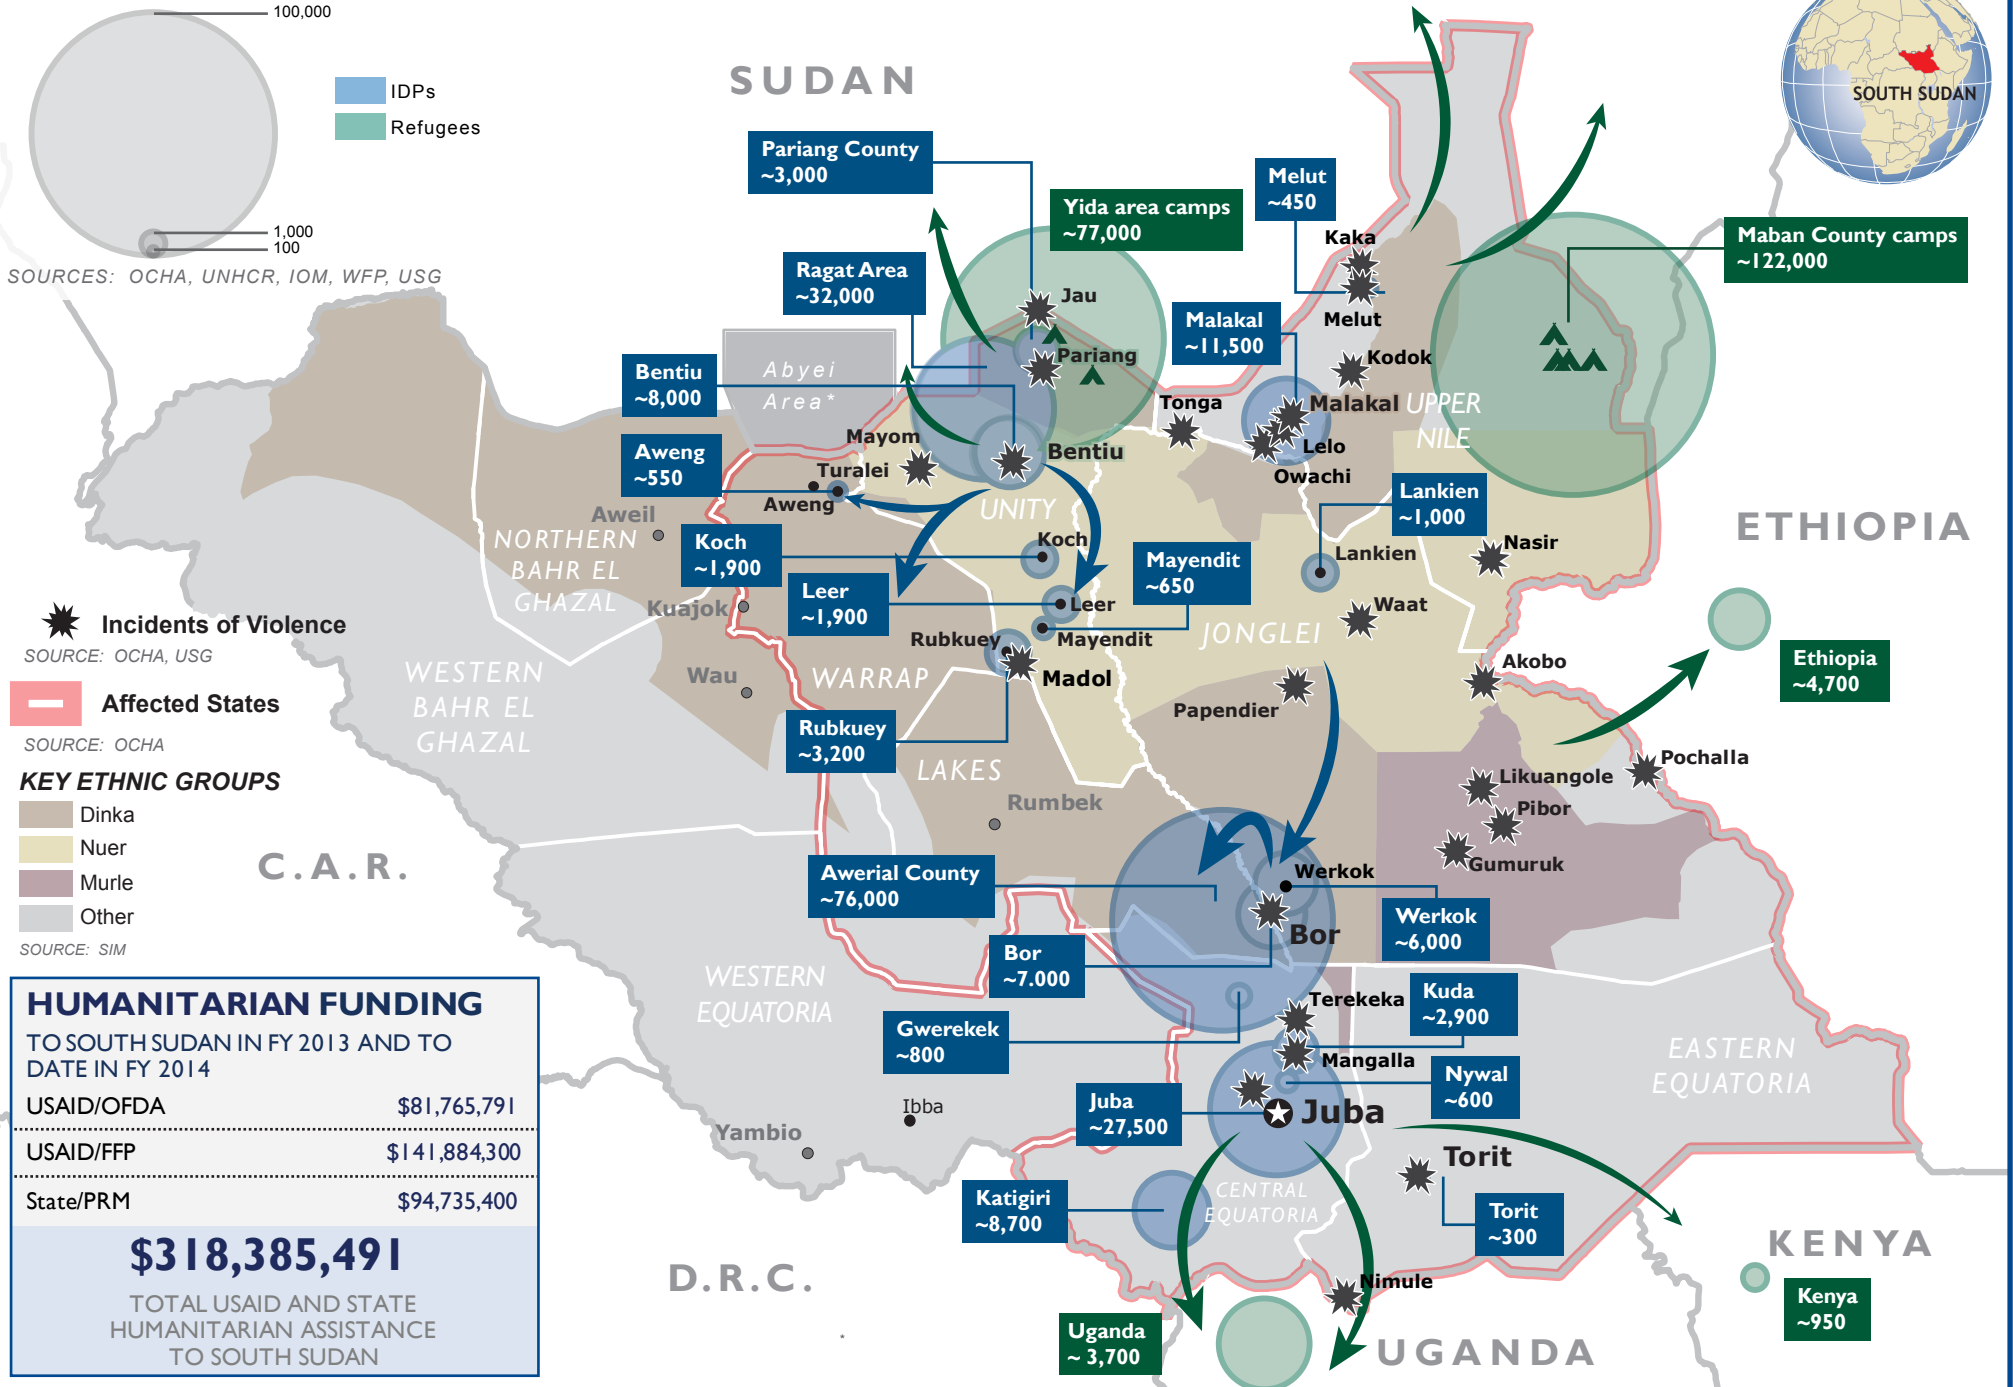 100,000
1,000
100
SOURCES: OCHA, UNHCR, IOM, WFP, USG
IDPs
Refugees
SUDAN
SOUTH SUDAN
Pariang County
~3,000
Yida area camps
~77,000
Melut
~450
Maban County camps
~122,000
Ragat Area
~32,000
Malakal
~11,500
Bentiu
~8,000
Aweng
~550
Lankien
~1,000
Koch
~1,900
Mayendit
~650
Leer
~1,900
Rubkuey
~3,200
Ethiopia
~4,700
Awerial County
~76,000
Werkok
~6,000
Bor
~7.000
Kuda
~2,900
Gwerekek
~800
Nywal
~600
Juba
~27,500
Katigiri
~8,700
Torit
~300
Uganda
~ 3,700
Kenya
~950
Kaka
Melut
Jau
Pariang
Kodok
Abyei
Area*
Tonga
Malakal
UPPER
NILE
Lelo
Owachi
Mayom
Bentiu
Turalei
Aweng
Aweil
UNITY
NORTHERN
BAHR EL
GHAZAL
Koch
Lankien
Nasir
ETHIOPIA
Kuajok
Leer
Waat
Rubkuey
Mayendit
JONGLEI
WESTERN
BAHR EL
GHAZAL
Wau
WARRAP
Madol
Akobo
Papendier
Pochalla
LAKES
Likuangole
Rumbek
Pibor
C.A.R.
Gumuruk
Werkok
Bor
WESTERN
EQUATORIA
Terekeka
Mangalla
EASTERN
EQUATORIA
Ibba
Juba
Yambio
Torit
CENTRAL
EQUATORIA
KENYA
D.R.C.
Nimule
UGANDA
*
Incidents of Violence
SOURCE: OCHA, USG
Affected States
SOURCE: OCHA
KEY ETHNIC GROUPS
Dinka
Nuer
Murle
Other
SOURCE: SIM
HUMANITARIAN FUNDING
TO SOUTH SUDAN IN FY 2013 AND TO
DATE IN FY 2014
USAID/OFDA $81,765,791
USAID/FFP $141,884,300
State/PRM $94,735,400
$318,385,491
TOTAL USAID AND STATE
HUMANITARIAN ASSISTANCE
TO SOUTH SUDAN